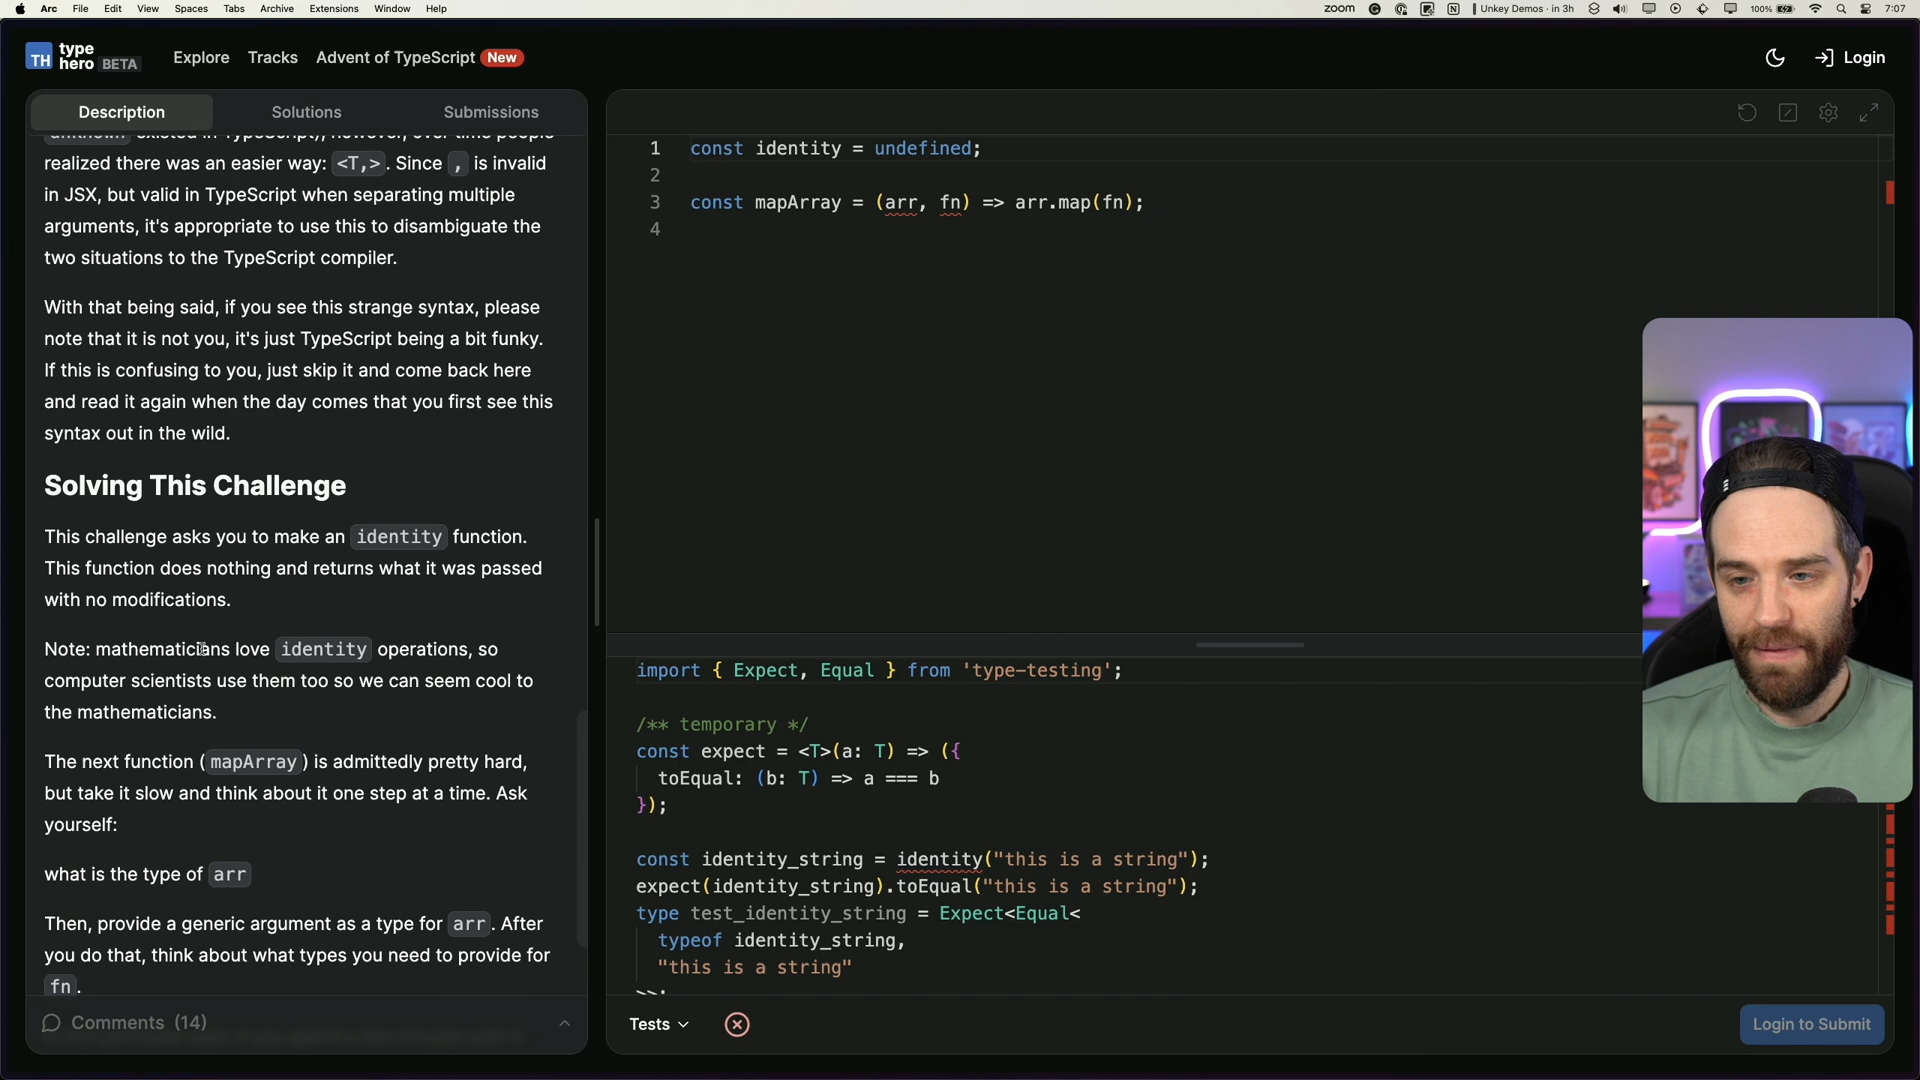 Arc File Edit View Spaces Tabs Archive Extensions Window Help zoom Unkey Demos · in 3h 100% 7:07
TH type hero BETA Explore Tracks Advent of TypeScript New Login
Description Solutions Submissions
realized there was an easier way: <T,>. Since , is invalid
in JSX, but valid in TypeScript when separating multiple
arguments, it's appropriate to use this to disambiguate the
two situations to the TypeScript compiler.
With that being said, if you see this strange syntax, please
note that it is not you, it's just TypeScript being a bit funky.
If this is confusing to you, just skip it and come back here
and read it again when the day comes that you first see this
syntax out in the wild.
Solving This Challenge
This challenge asks you to make an identity function.
This function does nothing and returns what it was passed
with no modifications.
Note: mathematicians love identity operations, so
computer scientists use them too so we can seem cool to
the mathematicians.
The next function (mapArray) is admittedly pretty hard,
but take it slow and think about it one step at a time. Ask
yourself:
what is the type of arr
Then, provide a generic argument as a type for arr. After
you do that, think about what types you need to provide for
fn.
Comments (14)
1 const identity = undefined;
2
3 const mapArray = (arr, fn) => arr.map(fn);
4
import { Expect, Equal } from 'type-testing';
/** temporary */
const expect = <T>(a: T) => ({
toEqual: (b: T) => a === b
});
const identity_string = identity("this is a string");
expect(identity_string).toEqual("this is a string");
type test_identity_string = Expect<Equal<
typeof identity_string,
"this is a string"
>>;
Tests
Login to Submit